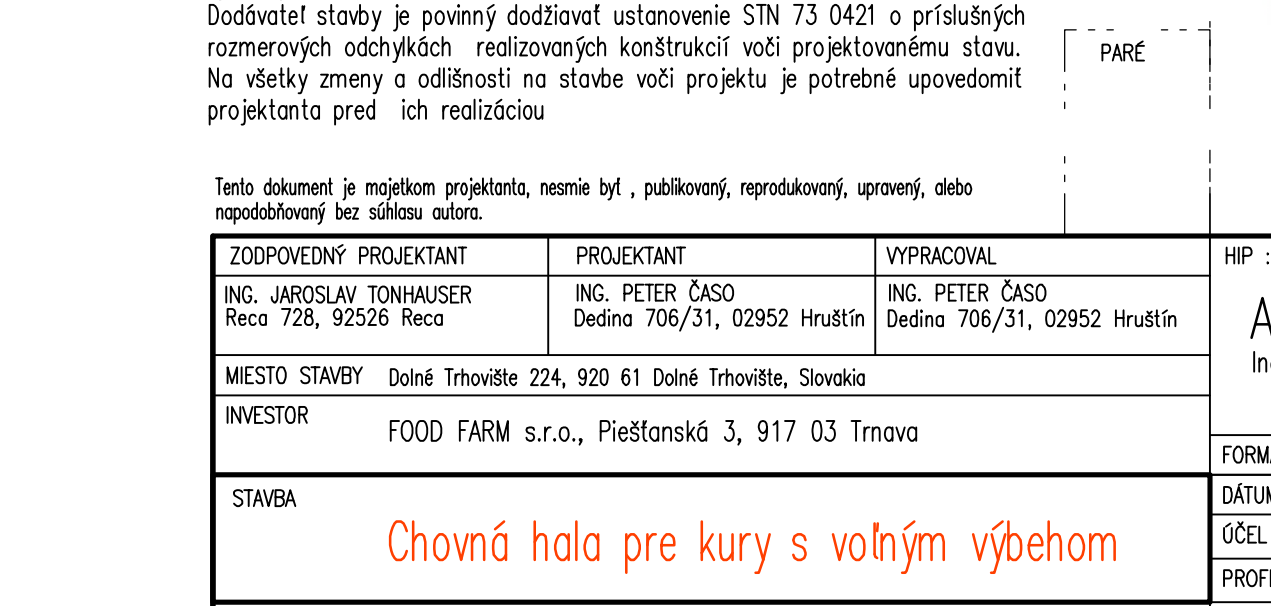 Dodávateľ stavby je povinný dodžiavať ustanovenie STN 73 0421 o príslušných
rozmerových odchylkách realizovaných konštrukcií voči projektovanému stavu.
Na všetky zmeny a odlišnosti na stavbe voči projektu je potrebné upovedomiť
projektanta pred ich realizáciou
PARÉ
Tento dokument je majetkom projektanta, nesmie byť , publikovaný, reprodukovaný, upravený, alebo
napodobňovaný bez súhlasu autora.
ZODPOVEDNÝ PROJEKTANT
ING. JAROSLAV TONHAUSER
Reca 728, 92526 Reca
PROJEKTANT
ING. PETER ČASO
Dedina 706/31, 02952 Hruštín
VYPRACOVAL
ING. PETER ČASO
Dedina 706/31, 02952 Hruštín
HIP :
MIESTO STAVBY Dolné Trhovište 224, 920 61 Dolné Trhovište, Slovakia
INVESTOR
FOOD FARM s.r.o., Piešťanská 3, 917 03 Trnava
STAVBA
Chovná hala pre kury s voľným výbehom
ÚČEL